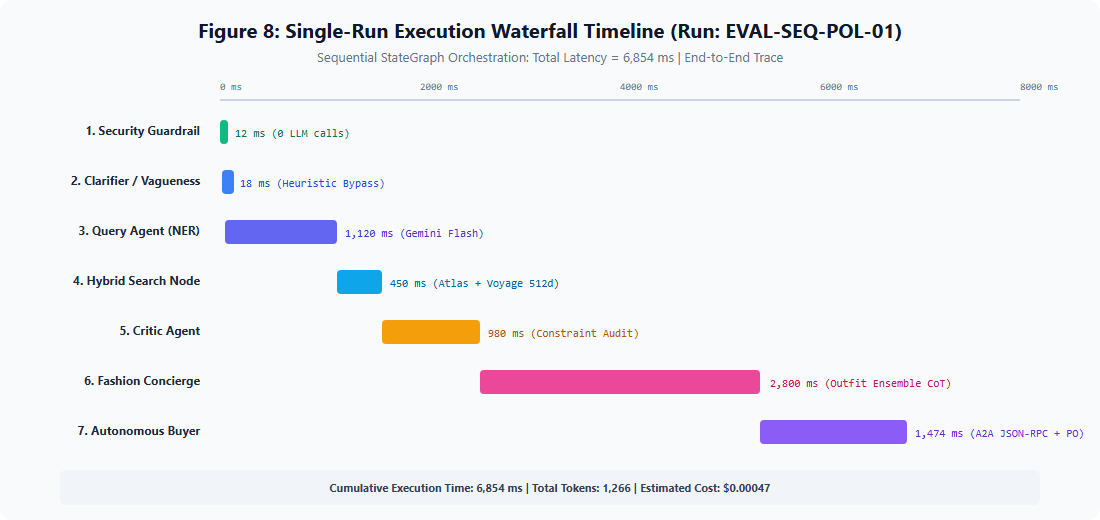 Figure 8: Single-Run Execution Waterfall Timeline (Run: EVAL-SEQ-POL-01)
Sequential StateGraph Orchestration: Total Latency = 6,854 ms | End-to-End Trace
0 ms 2000 ms 4000 ms 6000 ms 8000 ms
1. Security Guardrail 12 ms (0 LLM calls)
2. Clarifier / Vagueness 18 ms (Heuristic Bypass)
3. Query Agent (NER) 1,120 ms (Gemini Flash)
4. Hybrid Search Node 450 ms (Atlas + Voyage 512d)
5. Critic Agent 980 ms (Constraint Audit)
6. Fashion Concierge 2,800 ms (Outfit Ensemble CoT)
7. Autonomous Buyer 1,474 ms (A2A JSON-RPC + PO)
Cumulative Execution Time: 6,854 ms | Total Tokens: 1,266 | Estimated Cost: $0.00047